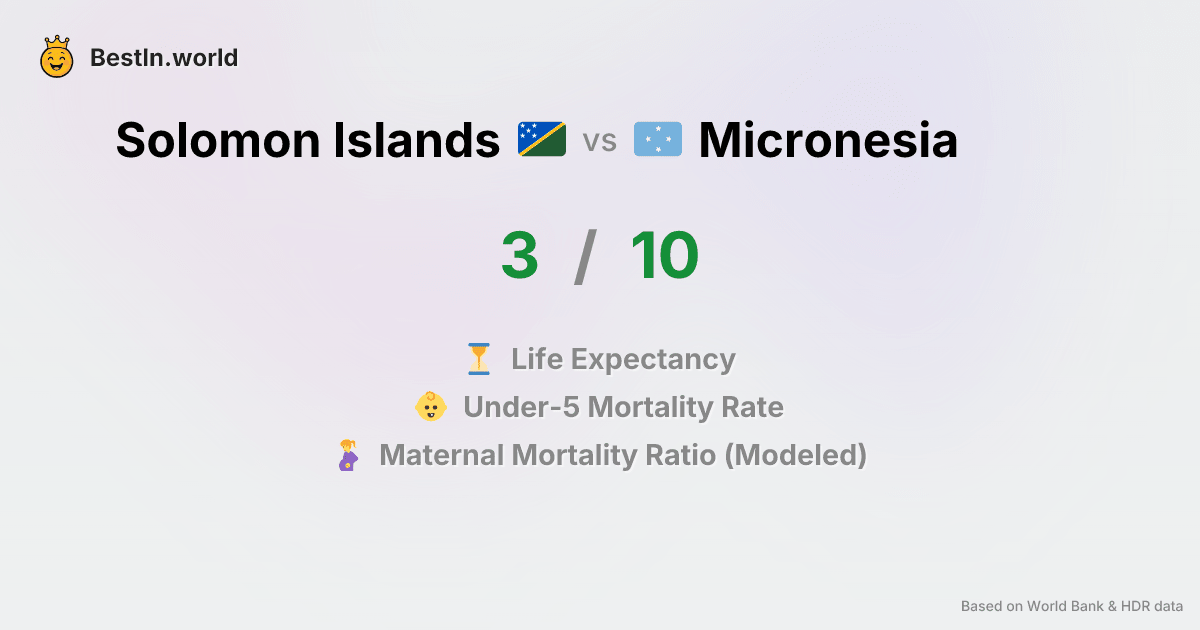 BestIn.world
Solomon Islands vs Micronesia
3 / 10
Life Expectancy
Under-5 Mortality Rate
Maternal Mortality Ratio (Modeled)
Based on World Bank & HDR data